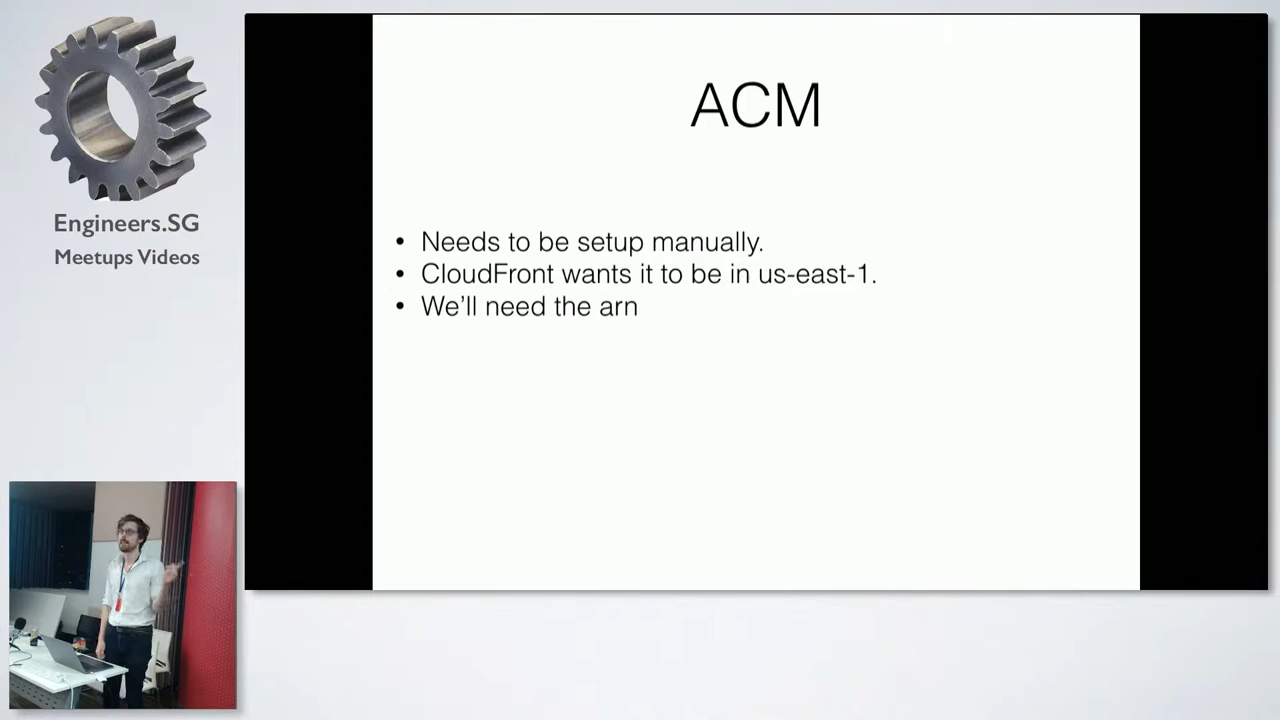 Engineers.SG
Meetups Videos
ACM
• Needs to be setup manually.
• CloudFront wants it to be in us-east-1.
• We'll need the arn